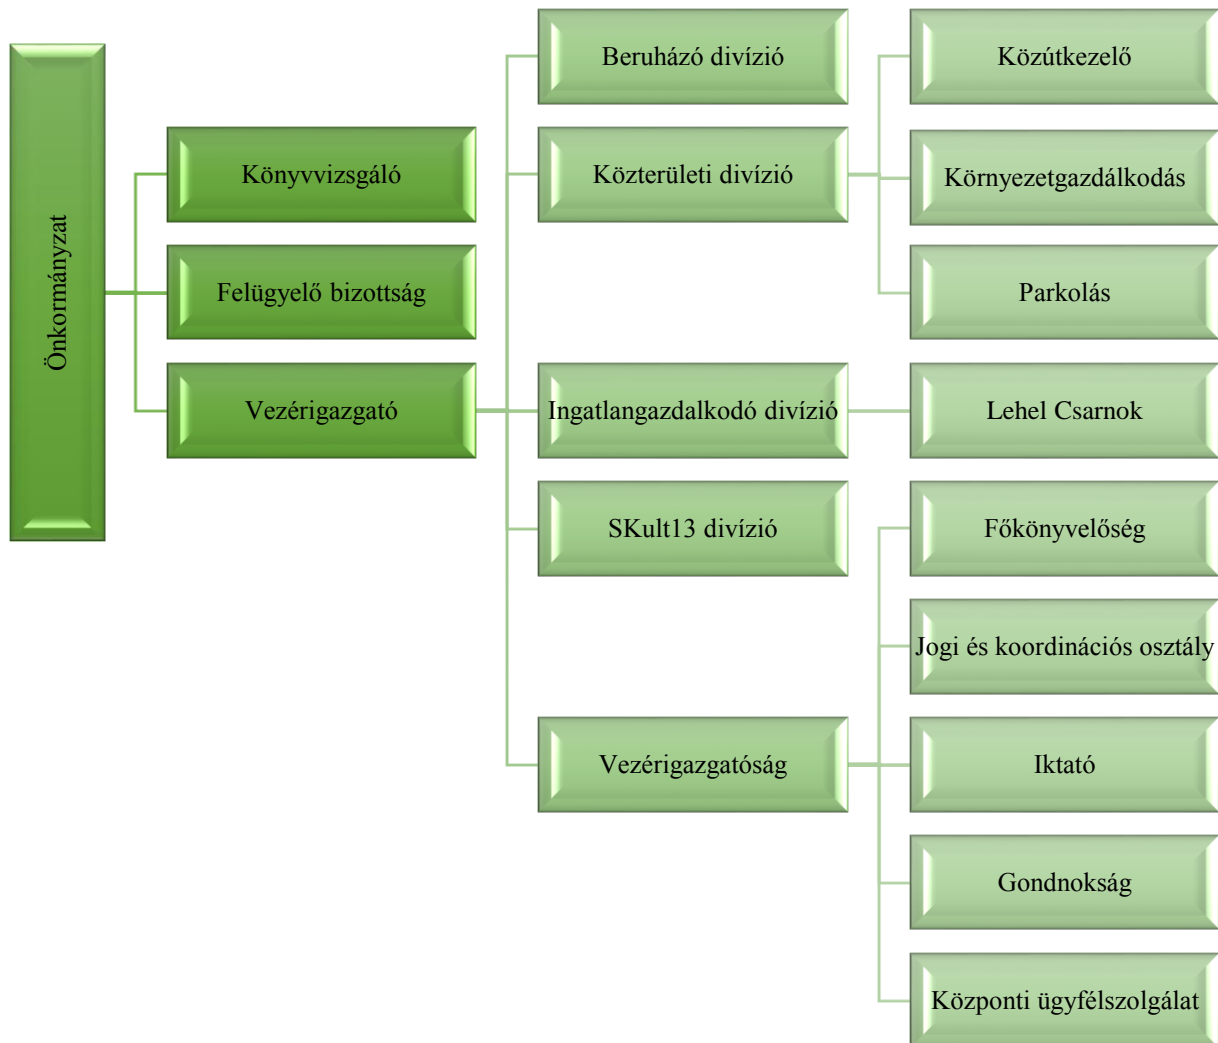 Önkormányzat
Könyvvizsgáló
Felügyelő bizottság
Vezérigazgató
Beruházó divízió
Közterületi divízió
Közútkezelő
Környezetgazdálkodás
Parkolás
Ingatlangazdalkodó divízió
Lehel Csarnok
SKult13 divízió
Vezérigazgatóság
Főkönyvelőség
Jogi és koordinációs osztály
Iktató
Gondnokság
Központi ügyfélszolgálat